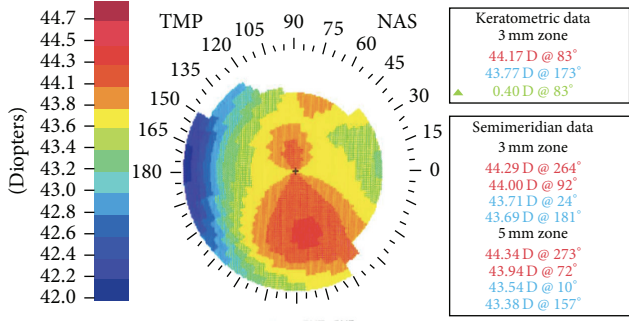 (Diopters)
44.7
44.5
44.3
44.1
43.8
43.6
43.4
43.2
43.0
42.8
42.6
42.4
42.2
42.0
TMP
NAS
90
105
75
120
60
135
45
150
30
165
15
180
0
Keratometric data
3 mm zone
44.17 D @ 83°
43.77 D @ 173°
0.40 D @ 83°
Semimeridian data
3 mm zone
44.29 D @ 264°
44.00 D @ 92°
43.71 D @ 24°
43.69 D @ 181°
5 mm zone
44.34 D @ 273°
43.94 D @ 72°
43.54 D @ 10°
43.38 D @ 157°